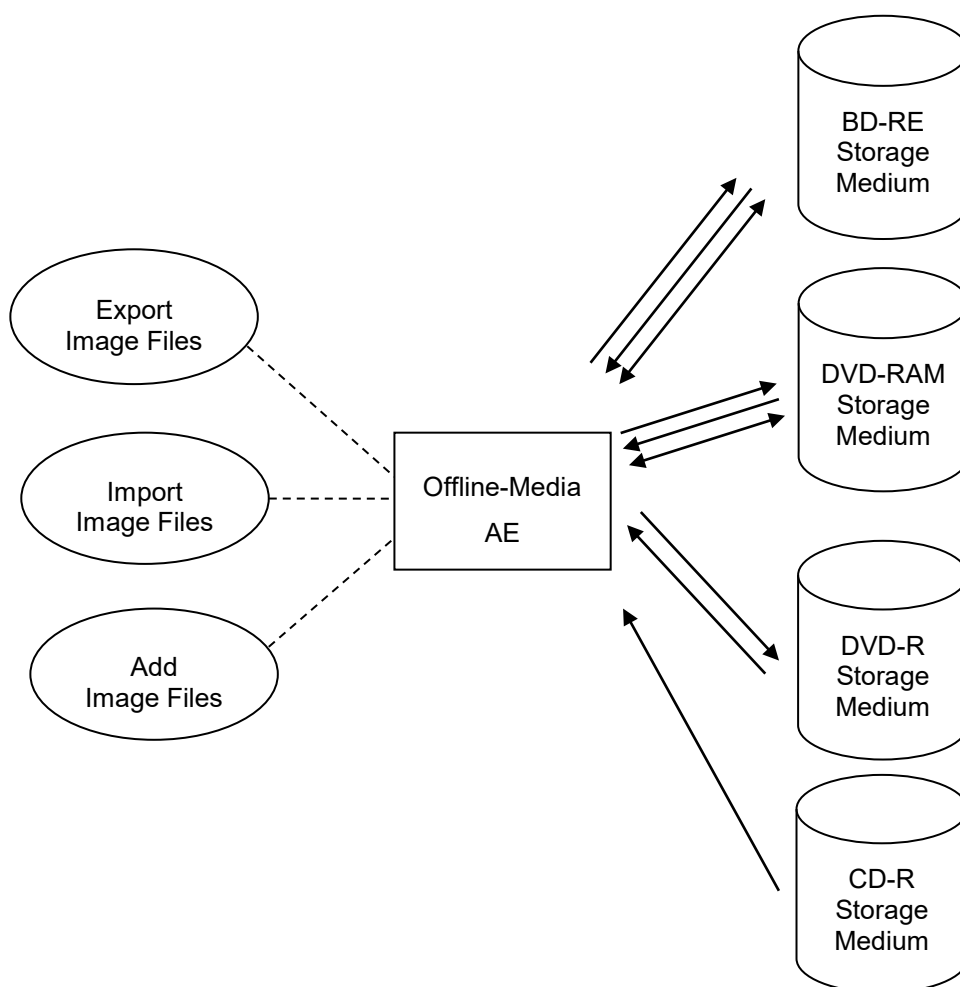 Export
Image Files
Import
Image Files
Add
Image Files
Offline-Media
AE
BD-RE
Storage
Medium
DVD-RAM
Storage
Medium
DVD-R
Storage
Medium
CD-R
Storage
Medium